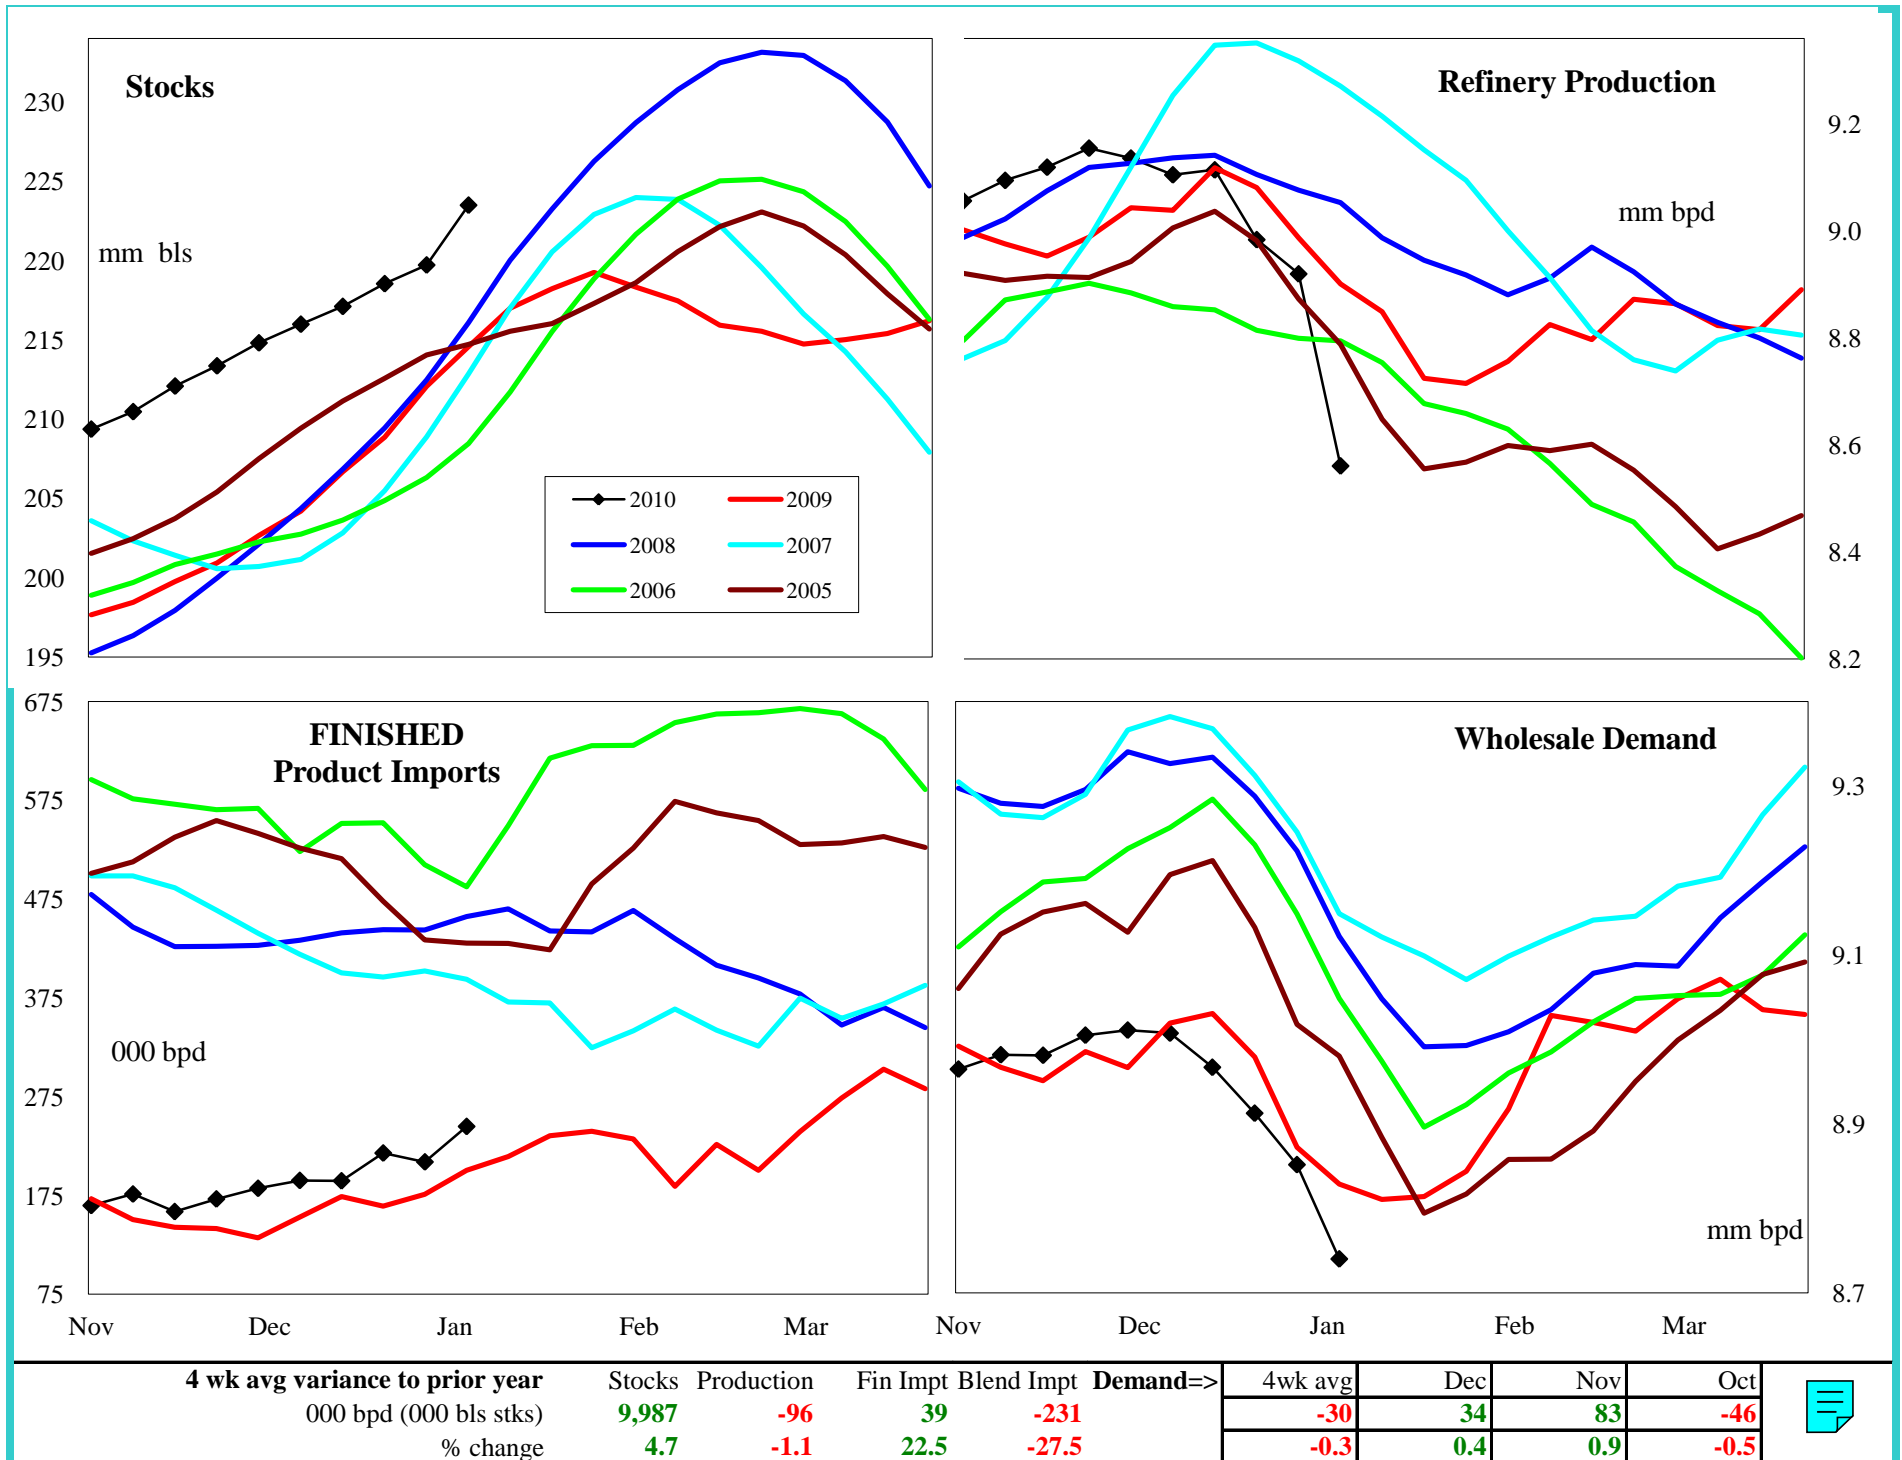 Stocks
230
225
220
215
210
205
200
195
mm bls
2010
2009
2008
2007
2006
2005
Refinery Production
mm bpd
9.2
9.0
8.8
8.6
8.4
8.2
FINISHED
Product Imports
675
575
475
375
275
175
75
000 bpd
Nov Dec Jan Feb Mar
Wholesale Demand
9.3
9.1
8.9
8.7
mm bpd
Nov Dec Jan Feb Mar
4 wk avg variance to prior year Stocks Production Fin Impt Blend Impt Demand=> 4wk avg Dec Nov Oct
000 bpd (000 bls stks) 9,987 -96 39 -231 -30 34 83 -46
% change 4.7 -1.1 22.5 -27.5 -0.3 0.4 0.9 -0.5